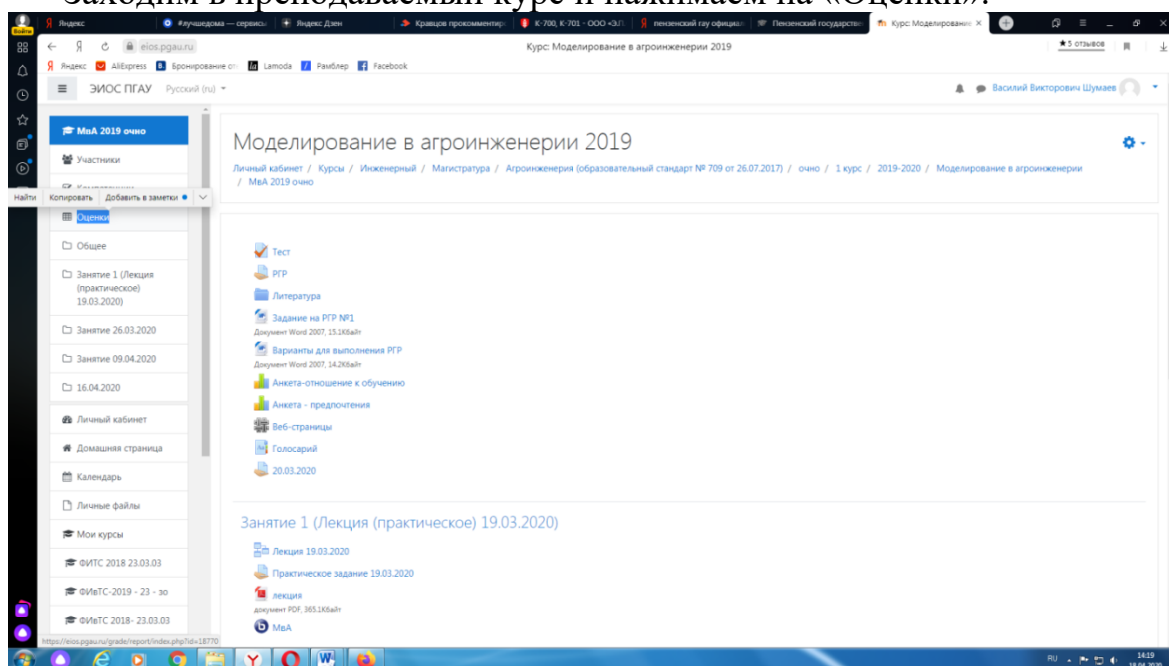 Заходим в преподаваемый курс и нажимаем на «Оценки».
Войти
Яндекс
#лучшедома — сервисы
Яндекс Дзен
Кравцов прокомментир
К-700, К-701 - ООО «З.П
пензенский гау официал
Пензенский государстве
Курс: Моделирование
eios.pgau.ru
Курс: Моделирование в агроинженерии 2019
★5 отзывов
Яндекс
AliExpress
Бронирование от
Lamoda
Рамблер
Facebook
ЭИОС ПГАУ
Русский (ru)
Василий Викторович Шумаев
МвА 2019 очно
Участники
Найти
Копировать
Добавить в заметки
Оценки
Общее
Занятие 1 (Лекция
(практическое)
19.03.2020)
Занятие 26.03.2020
Занятие 09.04.2020
16.04.2020
Личный кабинет
Домашняя страница
Календарь
Личные файлы
Мои курсы
ФИТС 2018 23.03.03
ФИвТС-2019 - 23 - зо
ФИвТС 2018- 23.03.03
https://eios.pgau.ru/grade/report/index.php?id=18770
Моделирование в агроинженерии 2019
Личный кабинет / Курсы / Инженерный / Магистратура / Агроинженерия (образовательный стандарт № 709 от 26.07.2017) / очно / 1 курс / 2019-2020 / Моделирование в агроинженерии
/ МвА 2019 очно
Тест
РГР
Литература
Задание на РГР №1
Документ Word 2007, 15.1Кбайт
Варианты для выполнения РГР
Документ Word 2007, 14.2Кбайт
Анкета-отношение к обучению
Анкета - предпочтения
Веб-страницы
Голосарий
20.03.2020
Занятие 1 (Лекция (практическое) 19.03.2020)
Лекция 19.03.2020
Практическое задание 19.03.2020
лекция
документ PDF, 365.1Кбайт
МвА
RU
14:19
18.04.2020